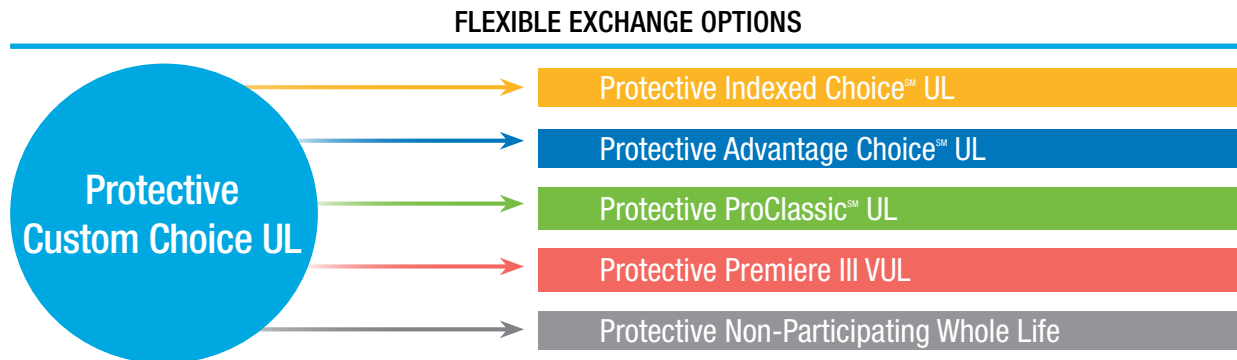 FLEXIBLE EXCHANGE OPTIONS
Protective
Custom Choice UL
Protective Indexed Choice℠ UL
Protective Advantage Choice℠ UL
Protective ProClassic℠ UL
Protective Premiere III VUL
Protective Non-Participating Whole Life